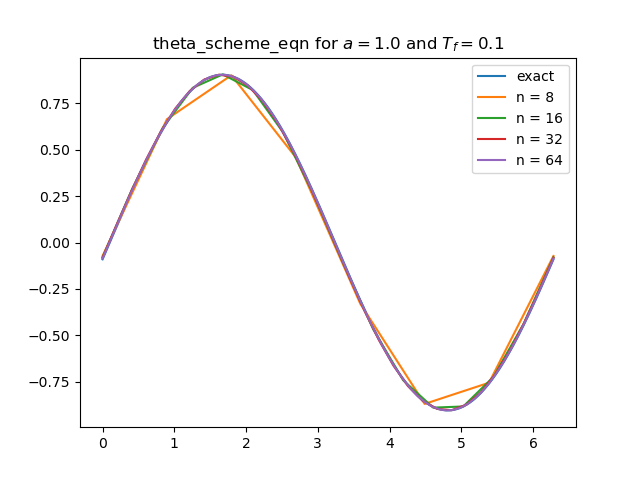 theta_scheme_eqn for a = 1.0 and T_f = 0.1
exact
n = 8
n = 16
n = 32
n = 64
0.75
0.50
0.25
0.00
−0.25
−0.50
−0.75
0 1 2 3 4 5 6